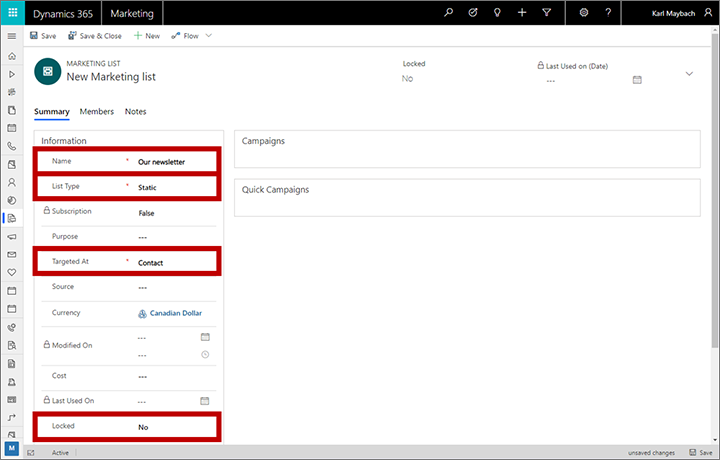 Dynamics 365 Marketing Karl Maybach
Save Save & Close New Flow
MARKETING LIST
New Marketing list
Locked
No
Last Used on (Date)
---
Summary Members Notes
Information
Name * Our newsletter
List Type * Static
Subscription False
Purpose ---
Targeted At * Contact
Source ---
Currency Canadian Dollar
Modified On ---
---
Cost ---
Last Used On ---
Locked No
Campaigns
Quick Campaigns
M
Active unsaved changes Save